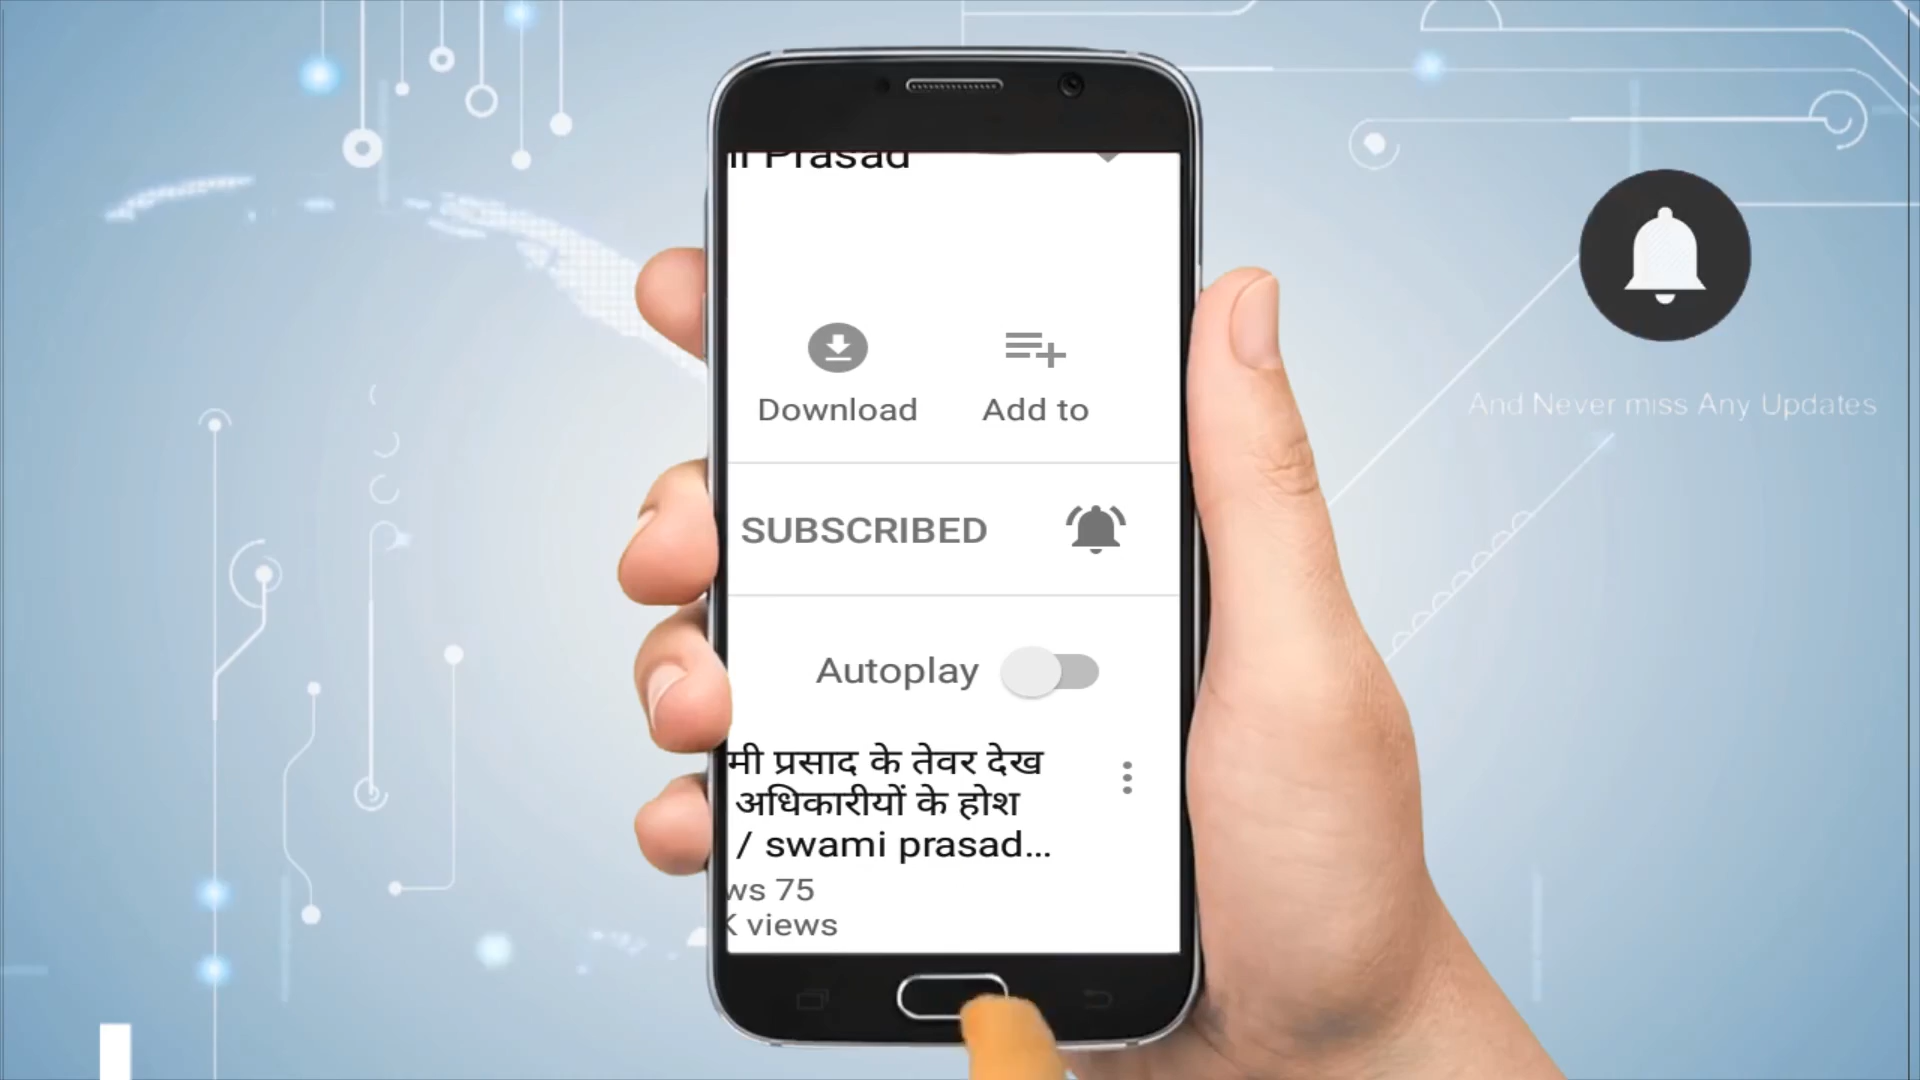 Prasad
Download
Add to
And Never miss Any Updates
SUBSCRIBED
Autoplay
मी प्रसाद के तेवर देख
अधिकारीयों के होश
/ swami prasad...
ws 75
K views